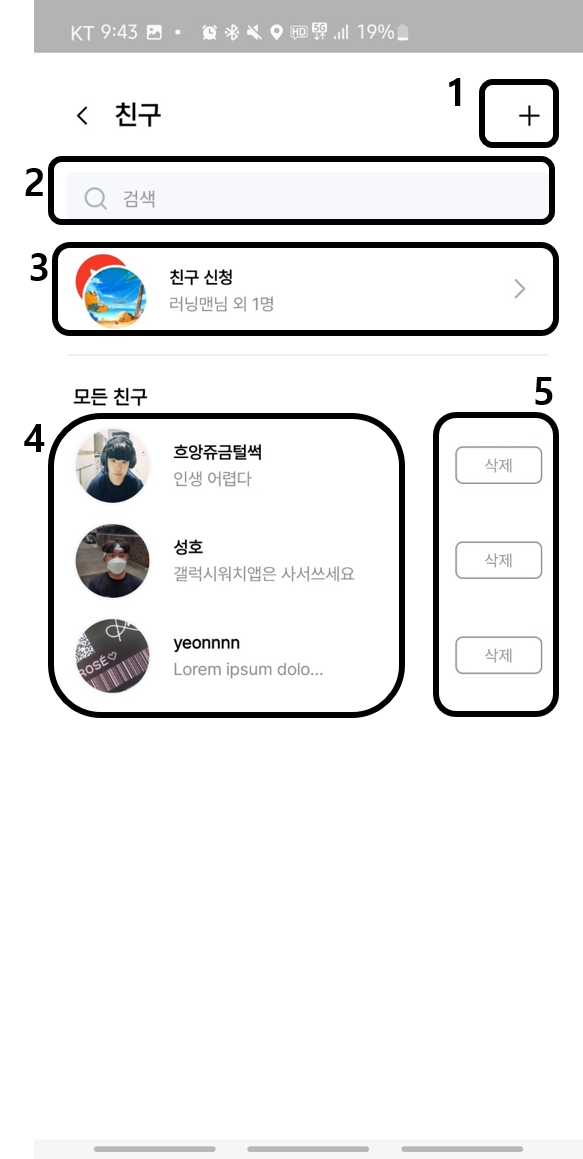 KT 9:43 HD 5G 19%
1
친구 +
2
검색
3
친구 신청
러닝맨님 외 1명
모든 친구
5
4
흐앙쥬금털썩
인생 어렵다
삭제
성호
갤럭시워치앱은 사서쓰세요
삭제
ROSÉ♡
yeonnnn
Lorem ipsum dolo...
삭제